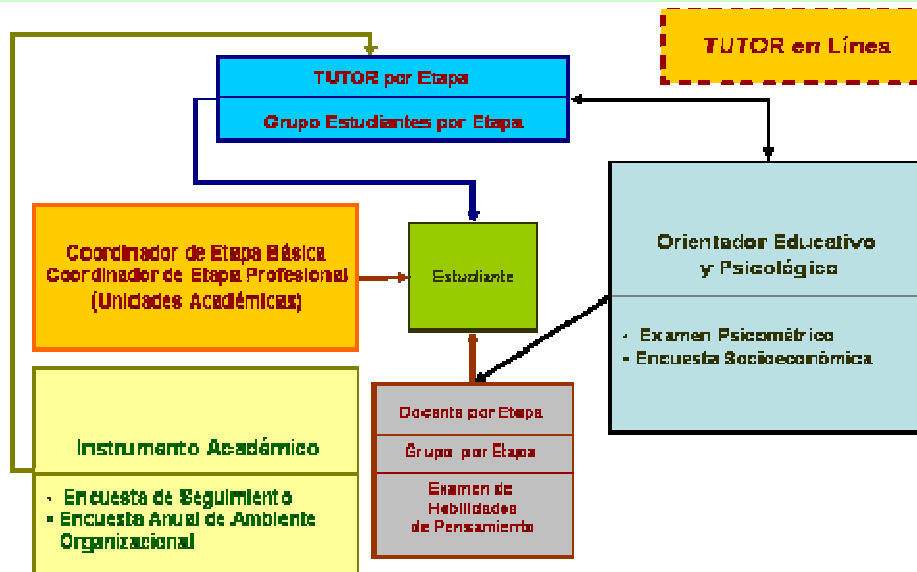 TUTOR en Línea
TUTOR por Etapa
Grupo Estudiantes por Etapa
Coordinador de Etapa Básica
Coordinador de Etapa Profesional
(Unidades Académicas)
Estudiante
Orientador Educativo
y Psicológico
- Examen Psicométrico
- Encuesta Socioeconómica
Instrumento Académico
- Encuesta de Seguimiento
- Encuesta Anual de Ambiente
Organizacional
Docente por Etapa
Grupo por Etapa
Examen de
Habilidades
de Pensamiento